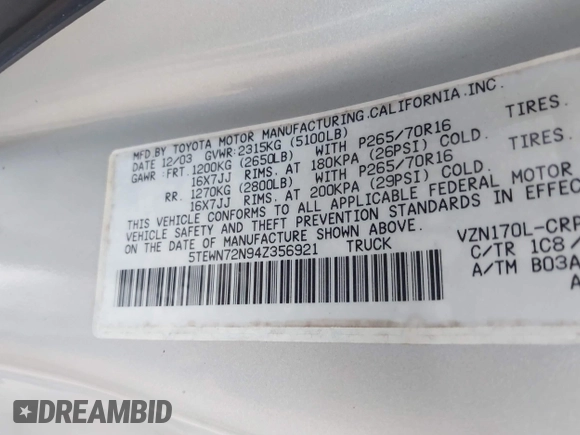 MFD BY TOYOTA MOTOR MANUFACTURING.CALIFORNIA.INC.
DATE 12/03 GVWR:2315KG (5100LB)
GAWR:FRT.1200KG (2650LB) WITH P265/70R16 TIRES.
16X7JJ RIMS. AT 180KPA (26PSI) COLD.
RR. 1270KG (2800LB) WITH P265/70R16 TIRES.
16X7JJ RIMS. AT 200KPA (29PSI) COLD.
THIS VEHICLE CONFORMS TO ALL APPLICABLE FEDERAL MOTOR
VEHICLE SAFETY AND THEFT PREVENTION STANDARDS IN EFFEC
ON THE DATE OF MANUFACTURE SHOWN ABOVE.
5TEWN72N94Z356921 TRUCK
VZN170L-CRP
C/TR 1C8/
A/TM B03A
DREAMBID